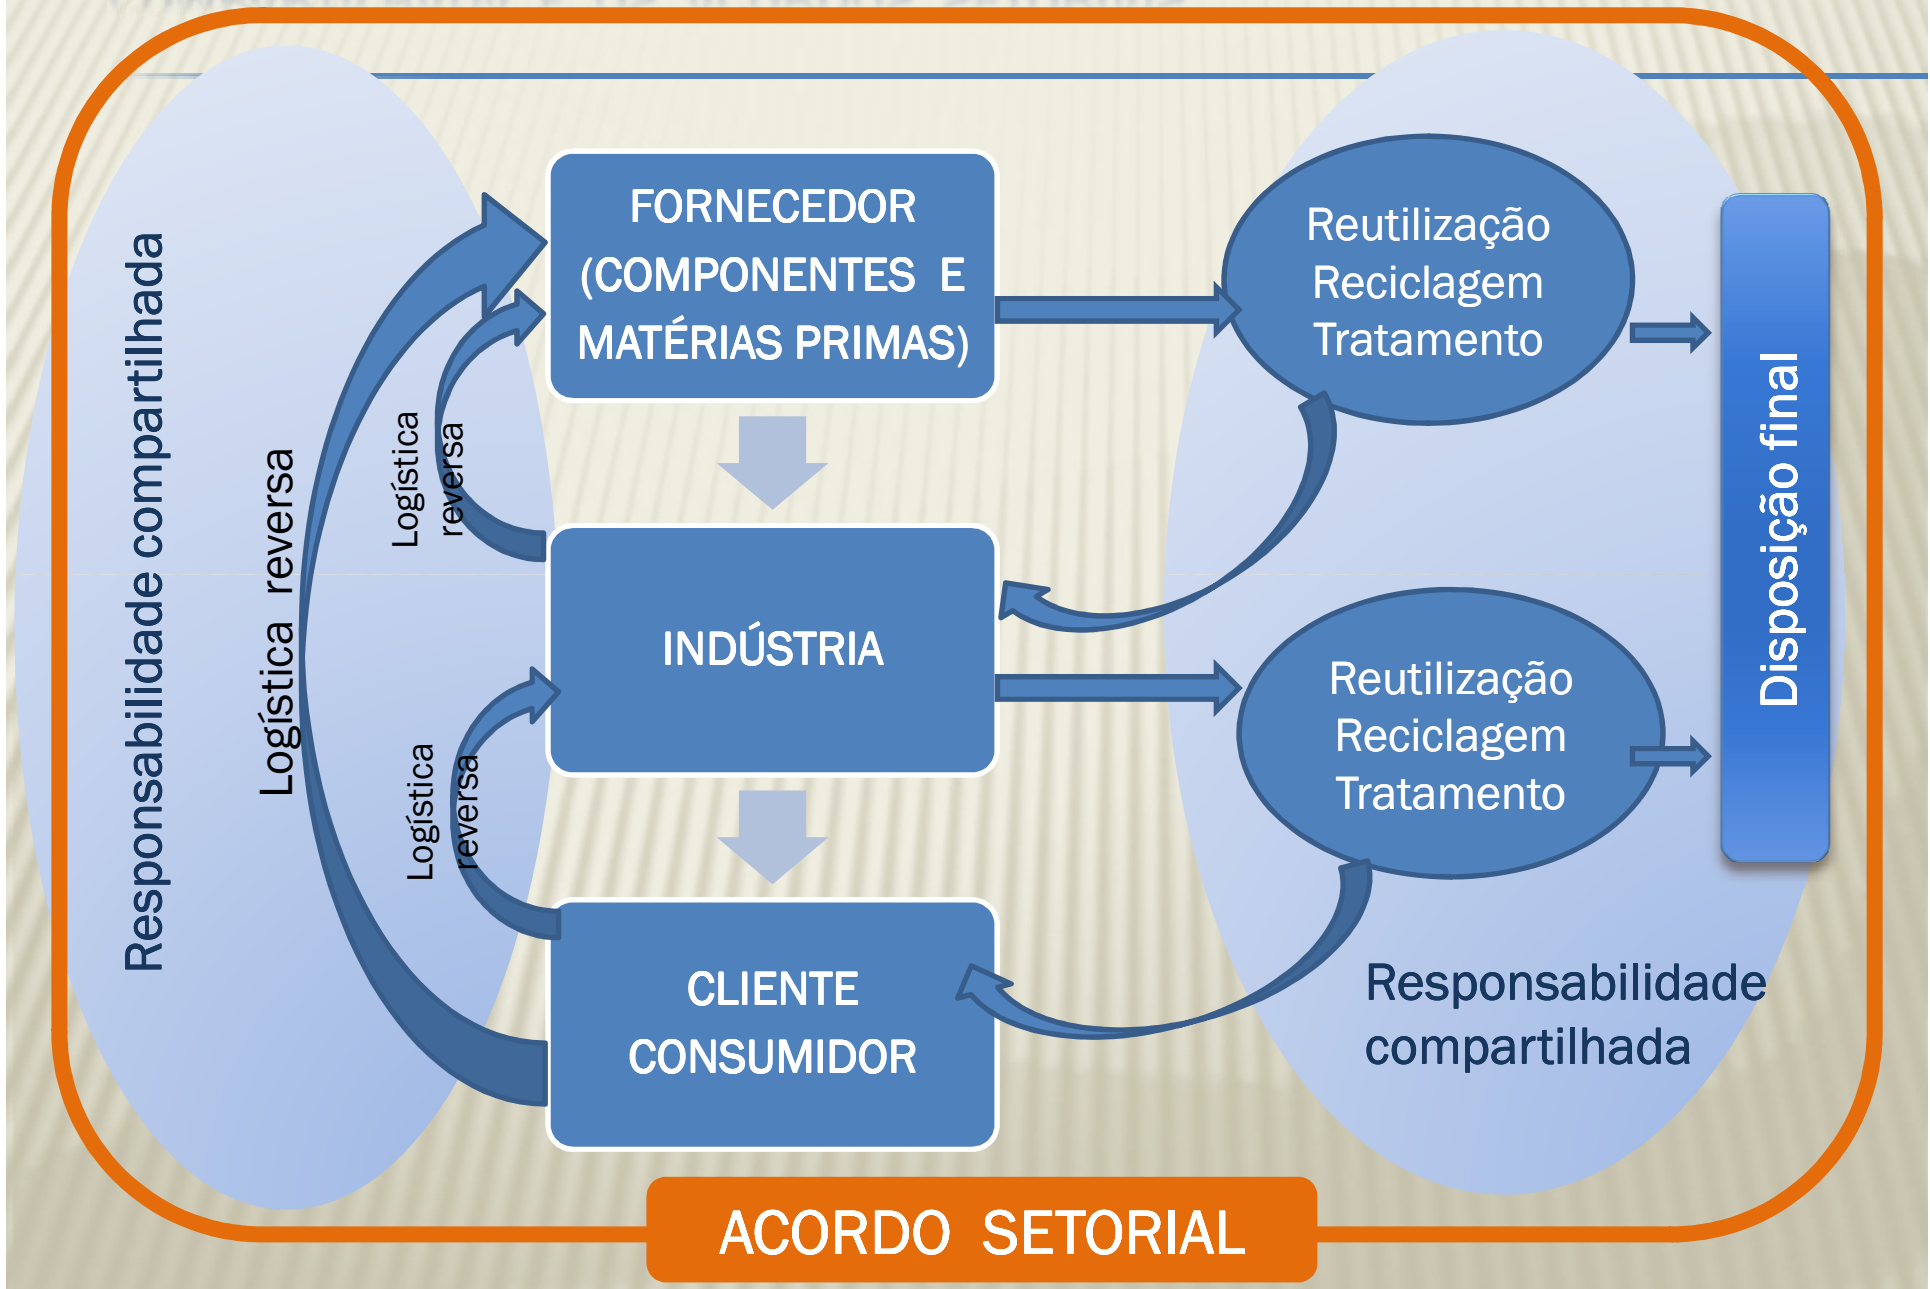 FORNECEDOR
(COMPONENTES E
MATÉRIAS PRIMAS)
Reutilização
Reciclagem
Tratamento
Disposição final
Responsabilidade compartilhada
Logística reversa
Logística
reversa
INDÚSTRIA
Reutilização
Reciclagem
Tratamento
Logística
reversa
CLIENTE
CONSUMIDOR
Responsabilidade
compartilhada
ACORDO SETORIAL